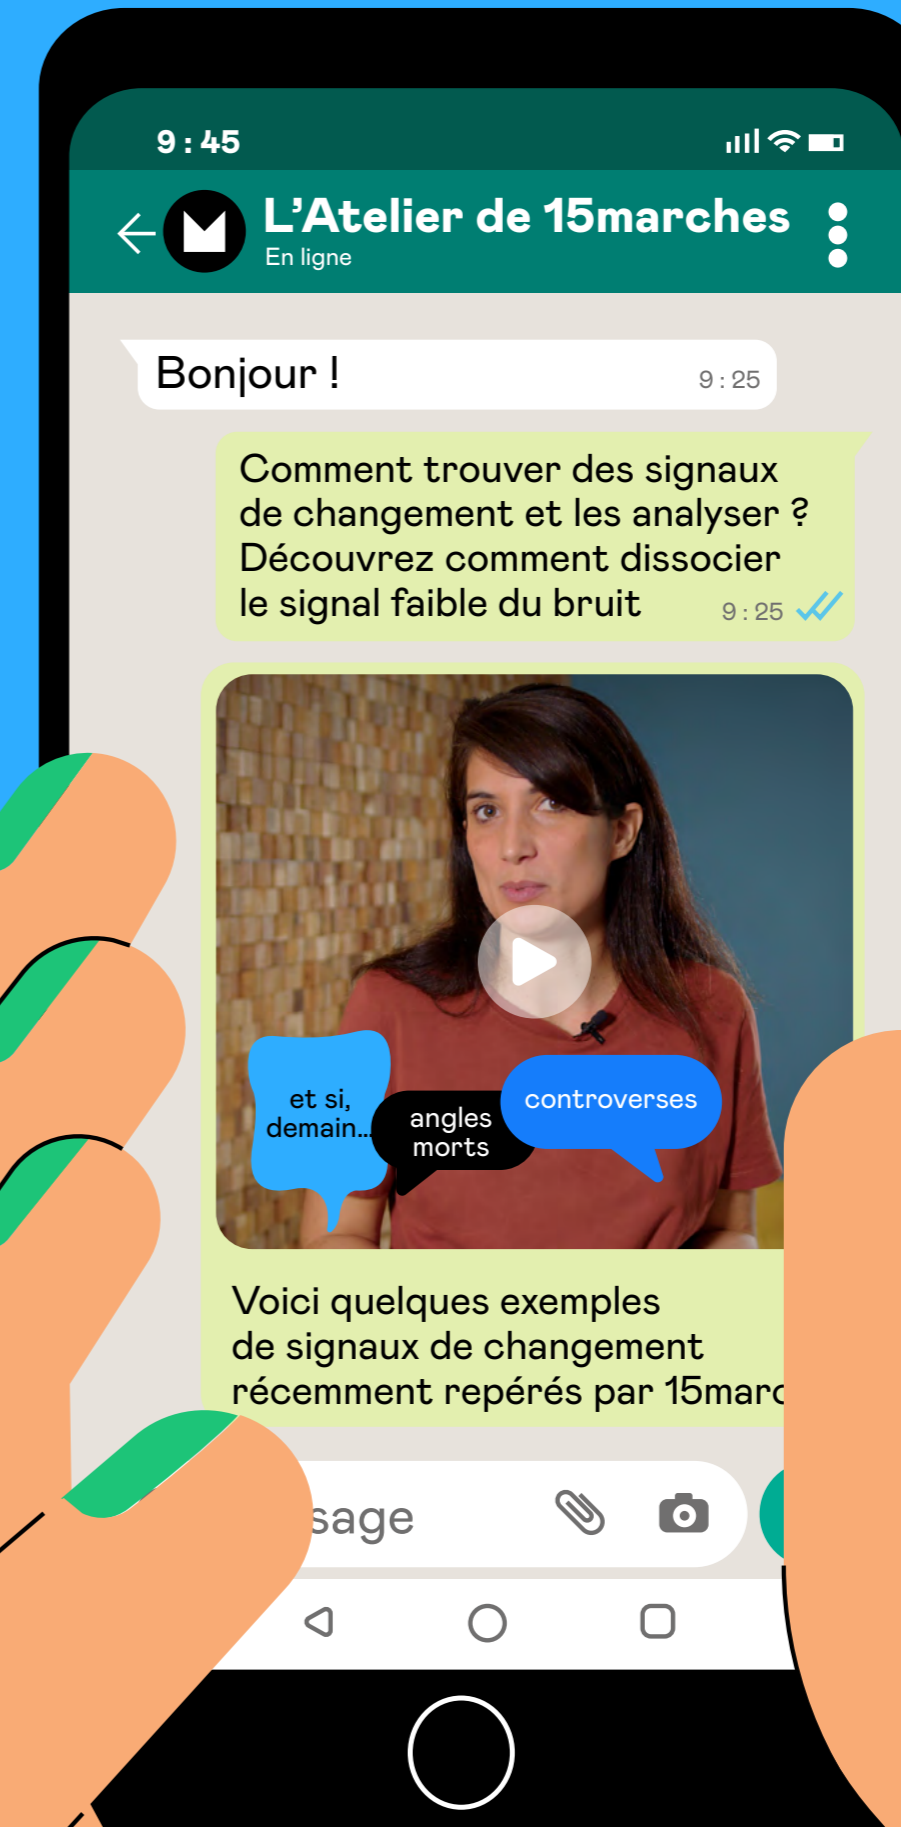 9 : 45
L’Atelier de 15marches
En ligne
Bonjour !
9 : 25
Comment trouver des signaux
de changement et les analyser ?
Découvrez comment dissocier
le signal faible du bruit
9 : 25
et si,
demain...
angles
morts
controverses
Voici quelques exemples
de signaux de changement
récemment repérés par